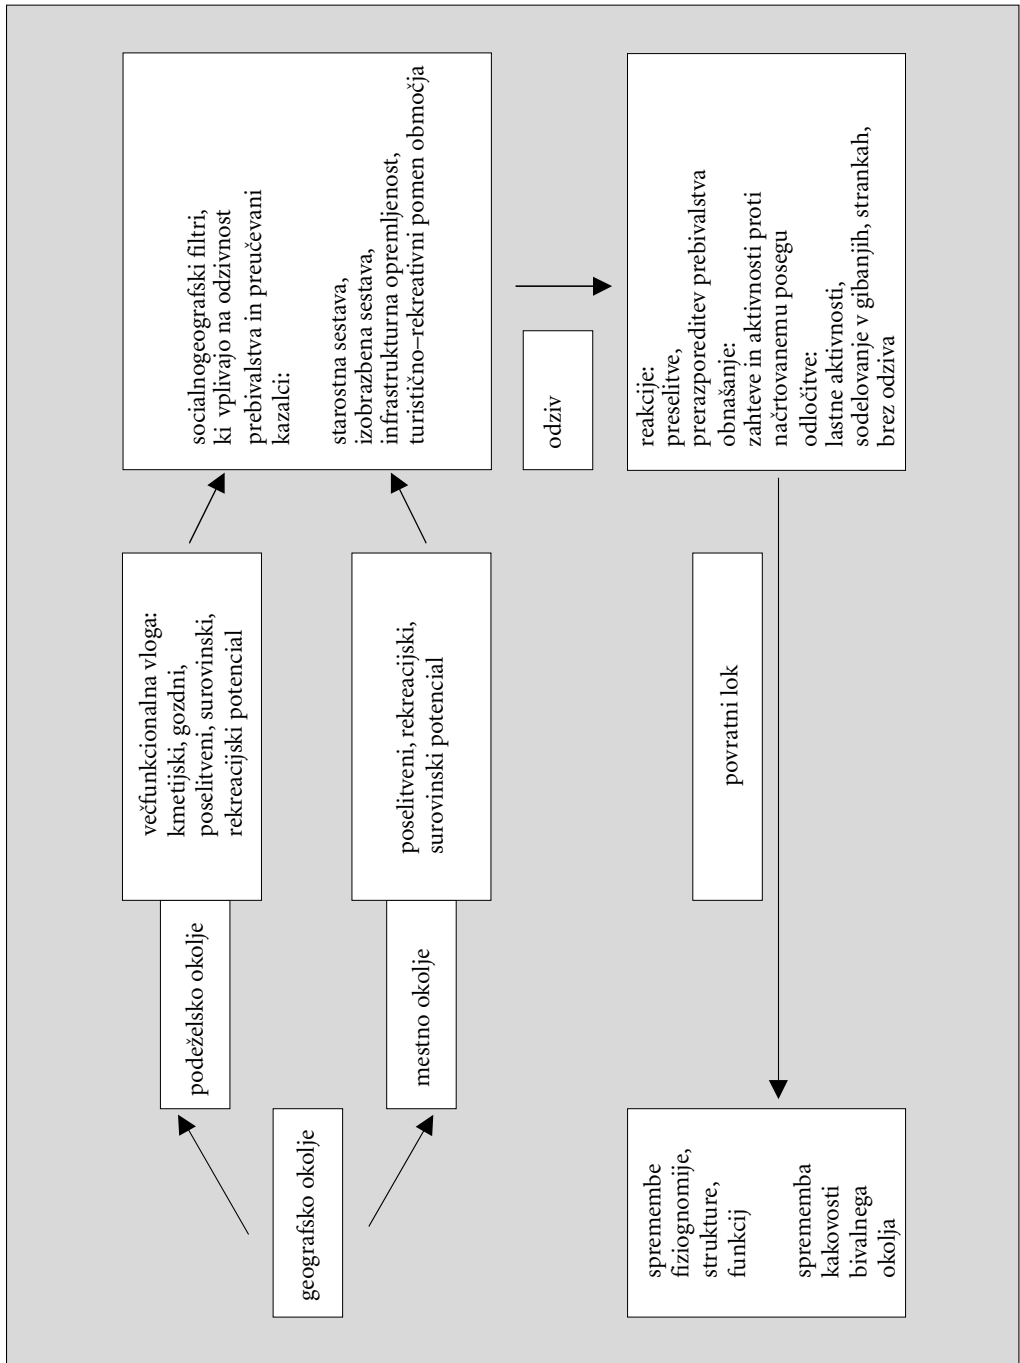 geografsko okolje
podeželsko okolje
mestno okolje
večfunkcionalna vloga:
kmetijski, gozdni,
poselitveni, surovinski,
rekreacijski potencial
poselitveni, rekreacijski,
surovinski potencial
socialnogeografski filtri,
ki vplivajo na odzivnost
prebivalstva in preučevani
kazalci:
starostna sestava,
izobrazbena sestava,
infrastrukturna opremljenost,
turistično–rekreativni pomen območja
odziv
reakcije:
preselitve,
prerazporeditev prebivalstva
obnašanje:
zahteve in aktivnosti proti
načrtovanemu posegu
odločitve:
lastne aktivnosti,
sodelovanje v gibanjih, strankah,
brez odziva
povratni lok
spremembe
fiziognomije,
strukture,
funkcij
sprememba
kakovosti
bivalnega
okolja